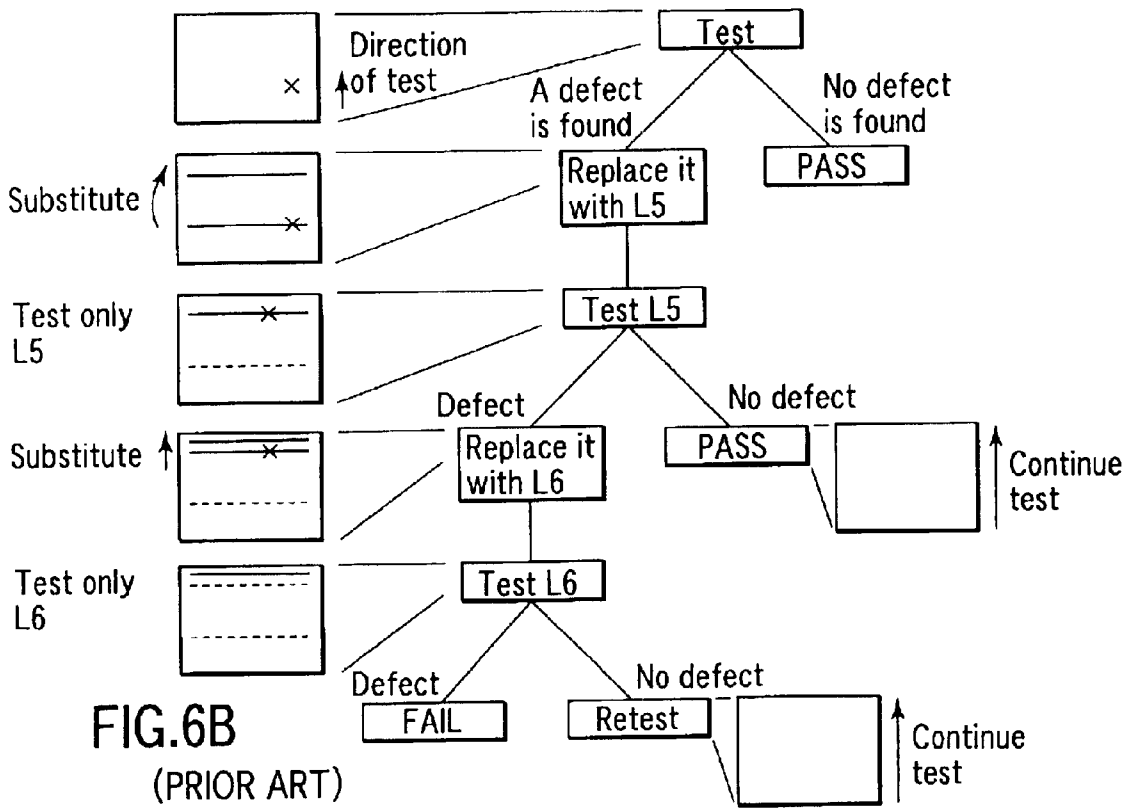 Direction
of test
Test
A defect
is found
No defect
is found
Substitute
Replace it
with L5
PASS
Test only
L5
Test L5
Defect
No defect
Substitute
Replace it
with L6
PASS
Continue
test
Test only
L6
Test L6
Defect
No defect
FAIL
Retest
Continue
test
FIG.6B
(PRIOR ART)